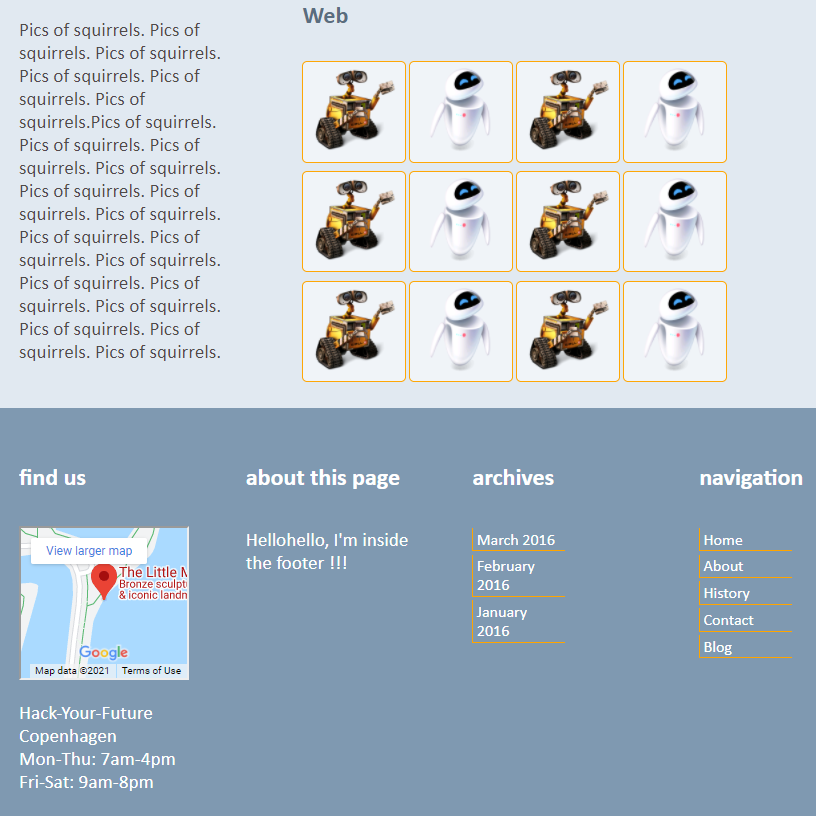 Pics of squirrels. Pics of
squirrels. Pics of squirrels.
Pics of squirrels. Pics of
squirrels. Pics of
squirrels.Pics of squirrels.
Pics of squirrels. Pics of
squirrels. Pics of squirrels.
Pics of squirrels. Pics of
squirrels. Pics of squirrels.
Pics of squirrels. Pics of
squirrels. Pics of squirrels.
Pics of squirrels. Pics of
squirrels. Pics of squirrels.
Pics of squirrels. Pics of
squirrels. Pics of squirrels.
Web
find us
View larger map
The Little M
Bronze sculpt
& iconic landn
Google
Map data ©2021 Terms of Use
Hack-Your-Future
Copenhagen
Mon-Thu: 7am-4pm
Fri-Sat: 9am-8pm
about this page
Hellohello, I'm inside
the footer !!!
archives
March 2016
February
2016
January
2016
navigation
Home
About
History
Contact
Blog